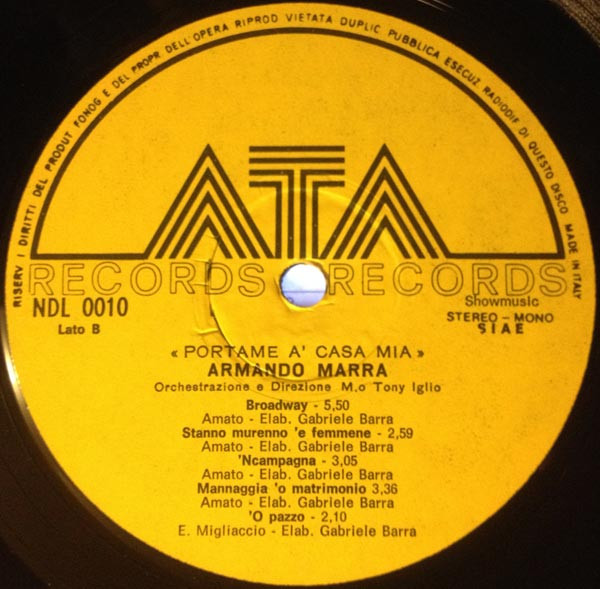 RISERV I DIRITTI DEL PRODUT FONOG E DEL PROPR DELL'OPERA RIPROD VIETATA DUPLIC PUBBLICA ESECUZ RADIODIF DI QUESTO DISCO MADE IN ITALY
ATA
RECORDS RECORDS
NDL 0010
Lato B
Showmusic
STEREO - MONO
SIAE
« PORTAME A' CASA MIA »
ARMANDO MARRA
Orchestrazione e Direzione M.o Tony Iglio
Broadway - 5,50
Amato - Elab. Gabriele Barra
Stanno murenno 'e femmene - 2,59
Amato - Elab. Gabriele Barra
'Ncampagna - 3,05
Amato - Elab. Gabriele Barra
Mannaggia 'o matrimonio 3,36
Amato - Elab. Gabriele Barra
'O pazzo - 2,10
E. Migliaccio - Elab. Gabriele Barra